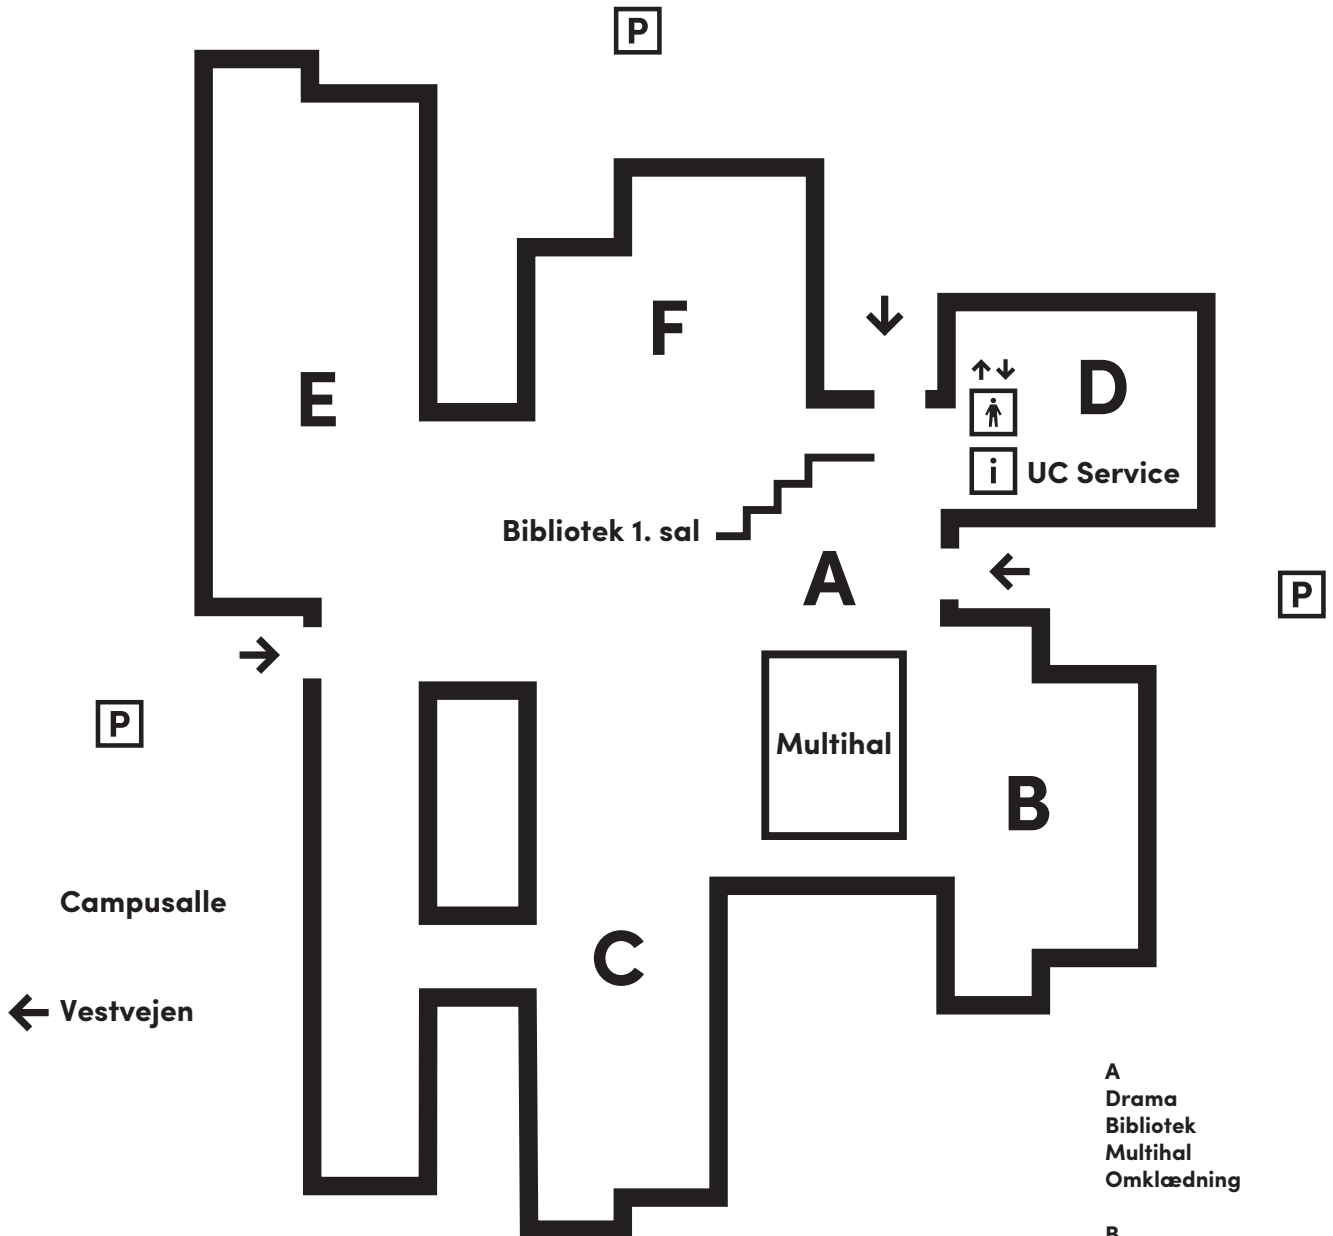 P
F
E
D
i UC Service
Bibliotek 1. sal
A
P
P
Multihal
B
Campusalle
C
Vestvejen
A
Drama
Bibliotek
Multihal
Omklædning
B